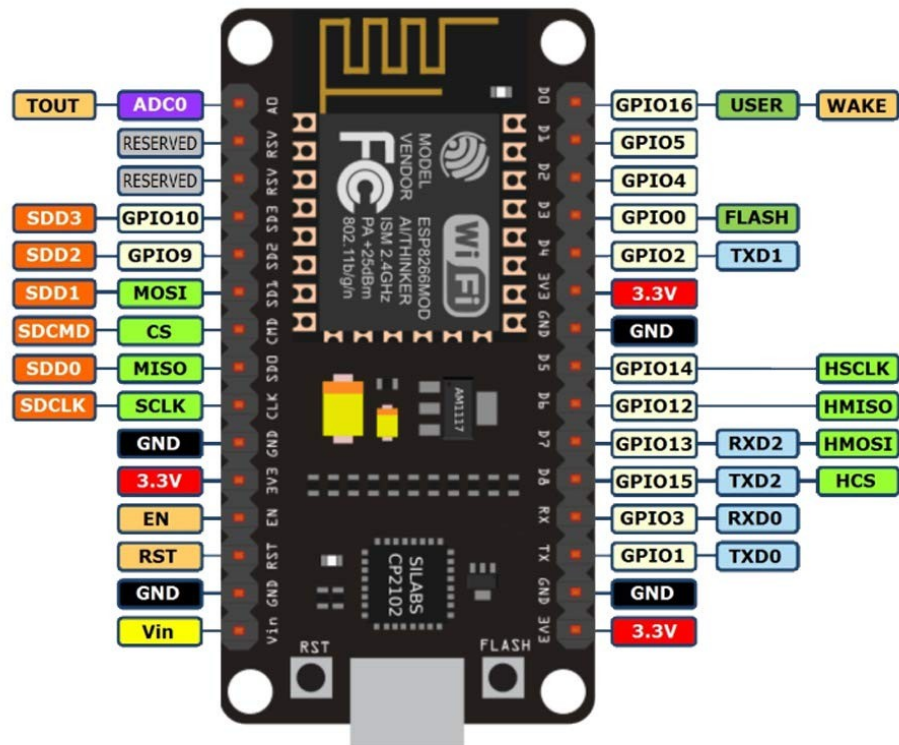 TOUT ADC0 A0 D0 GPIO16 USER WAKE
RESERVED RSV D1 GPIO5
RESERVED RSV D2 GPIO4
SDD3 GPIO10 SD3 D3 GPIO0 FLASH
SDD2 GPIO9 SD2 D4 GPIO2 TXD1
SDD1 MOSI SD1 3V3 3.3V
SDCMD CS CMD GND GND
SDD0 MISO SD0 D5 GPIO14 HSCLK
SDCLK SCLK CLK D6 GPIO12 HMISO
GND GND D7 GPIO13 RXD2 HMOSI
3.3V 3V3 D8 GPIO15 TXD2 HCS
EN EN RX GPIO3 RXD0
RST RST TX GPIO1 TXD0
GND GND GND GND
Vin Vin 3V3 3.3V
MODEL
VENDOR
FC
ESP8266MOD
AI/THINKER
ISM 2.4GHz
PA +25dBm
802.11b/g/n
WiFi
AM1117
SILABS
CP2102
RST
FLASH